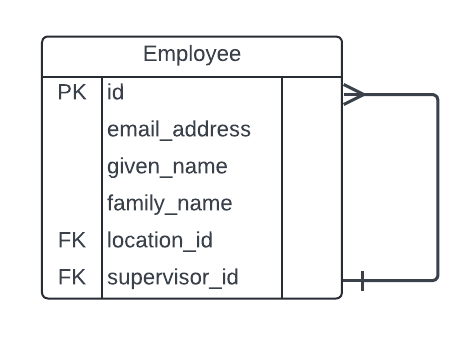 Employee
PK id
email_address
given_name
family_name
FK location_id
FK supervisor_id